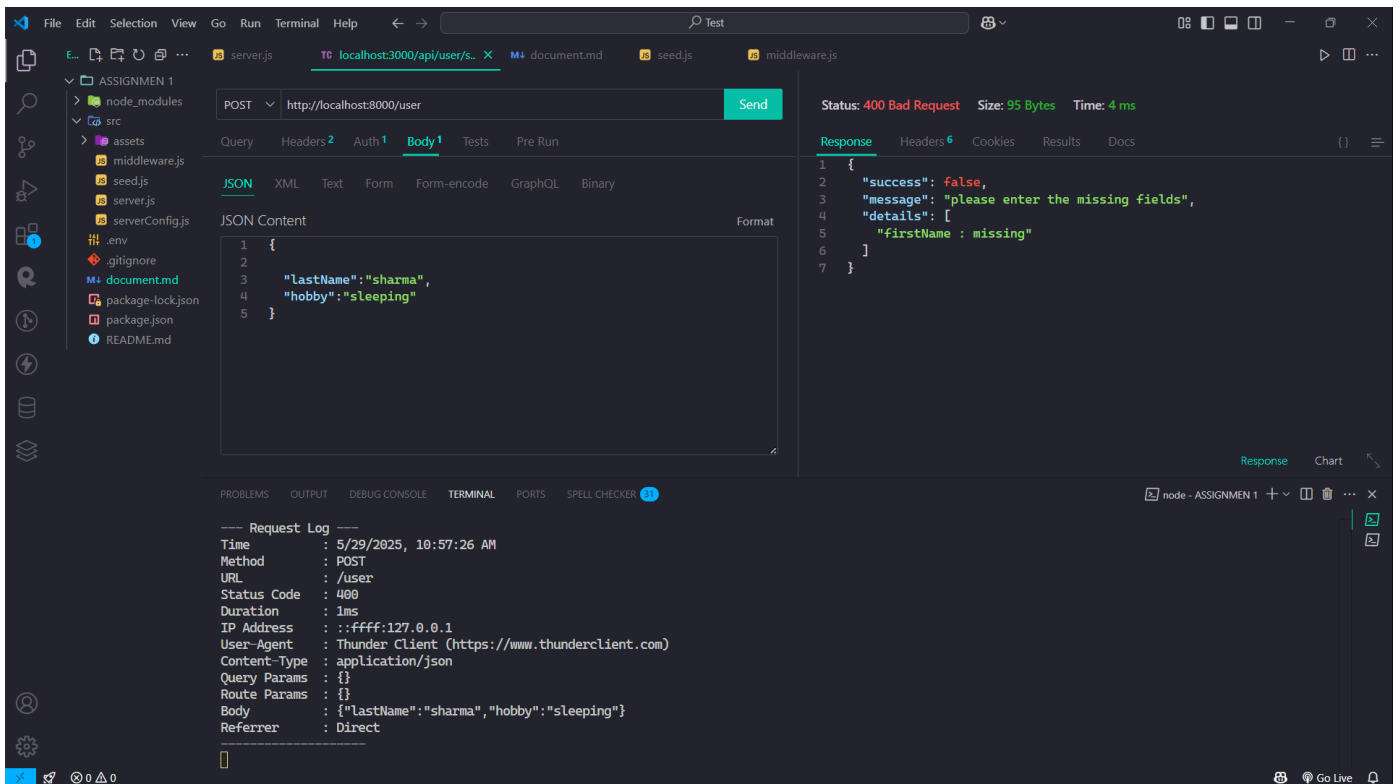 File Edit Selection View Go Run Terminal Help
Test
E...
server.js
TC localhost:3000/api/user/s..
document.md
seed.js
middleware.js
ASSIGNMEN 1
node_modules
src
assets
middleware.js
seed.js
server.js
serverConfig.js
.env
.gitignore
document.md
package-lock.json
package.json
README.md
POST
http://localhost:8000/user
Send
Query Headers 2 Auth 1 Body 1 Tests Pre Run
JSON XML Text Form Form-encode GraphQL Binary
JSON Content
Format
1 {
2
3 "lastName":"sharma",
4 "hobby":"sleeping"
5 }
Status: 400 Bad Request Size: 95 Bytes Time: 4 ms
Response Headers 6 Cookies Results Docs
{}
1 {
2 "success": false,
3 "message": "please enter the missing fields",
4 "details": [
5 "firstName : missing"
6 ]
7 }
Response Chart
PROBLEMS OUTPUT DEBUG CONSOLE TERMINAL PORTS SPELL CHECKER 31
node - ASSIGNMEN 1
--- Request Log ---
Time : 5/29/2025, 10:57:26 AM
Method : POST
URL : /user
Status Code : 400
Duration : 1ms
IP Address : ::ffff:127.0.0.1
User-Agent : Thunder Client (https://www.thunderclient.com)
Content-Type : application/json
Query Params : {}
Route Params : {}
Body : {"lastName":"sharma","hobby":"sleeping"}
Referrer : Direct
--------------------
0 0
Go Live